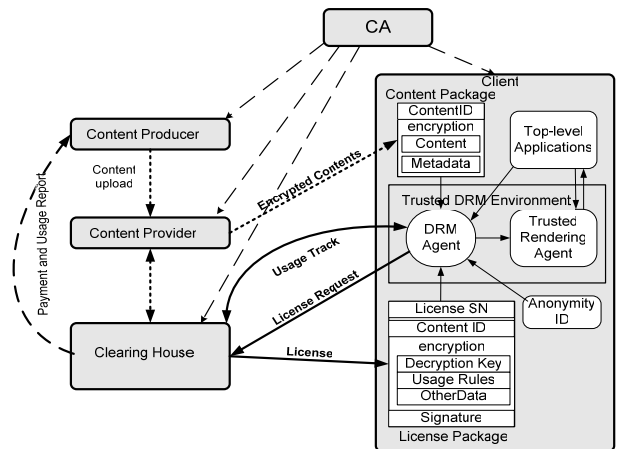 CA
Client
Content Package
ContentID
encryption
Content
Metadata
Top-level
Applications
Content Producer
Content
upload
Encrypted Contents
Payment and Usage Report
Content Provider
Trusted DRM Environment
DRM
Agent
Trusted
Rendering
Agent
Usage Track
License Request
Anonymity
ID
License SN
Content ID
encryption
Decryption Key
Usage Rules
OtherData
Signature
License Package
Clearing House
License